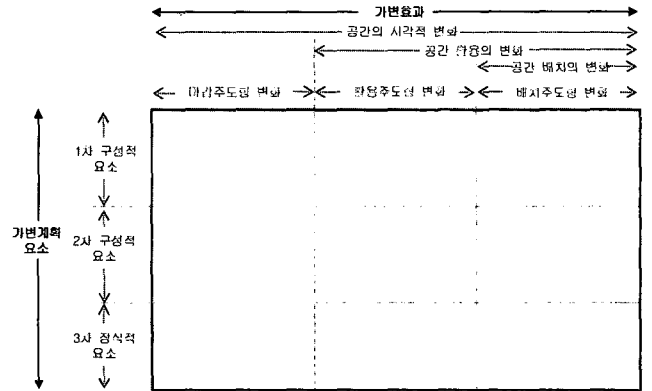 가변효과
공간의 시각적 변화
공간 활용의 변화
공간 배치의 변화
마감주도형 변화
활용주도형 변화
배치주도형 변화
1차 구성적
요소
가변계획
요소
2차 구성적
요소
3차 장식적
요소